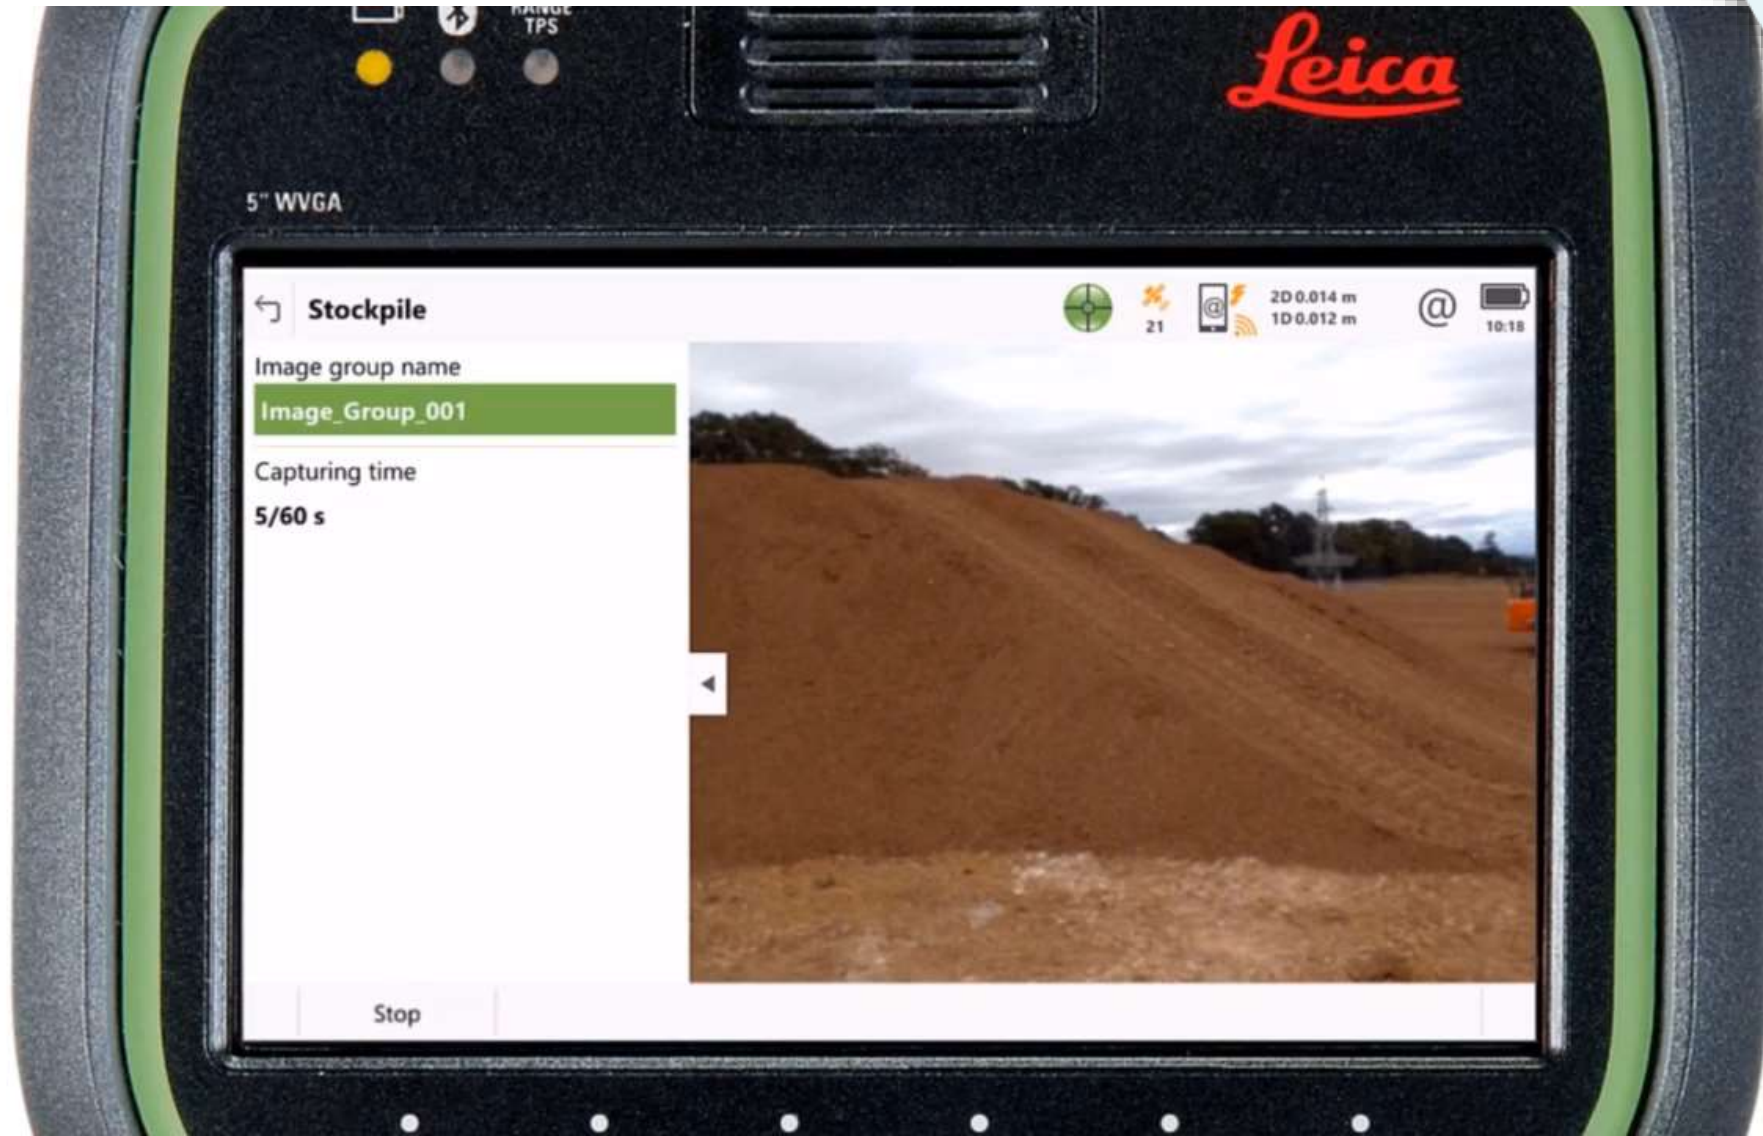 RANGE
TPS
Leica
5" WVGA
Stockpile
21
@
2D 0.014 m
1D 0.012 m
@
10:18
Image group name
Image_Group_001
Capturing time
5/60 s
Stop